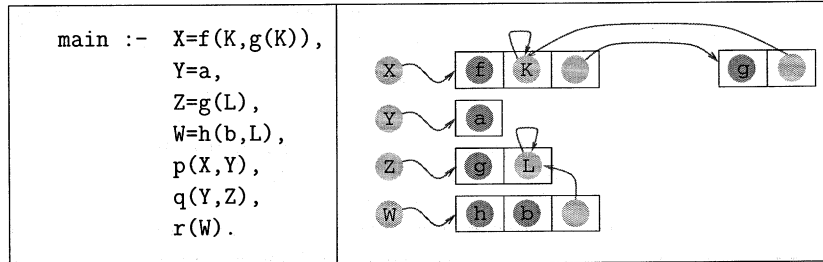 main :- X=f(K,g(K)),
Y=a,
Z=g(L),
W=h(b,L),
p(X,Y),
q(Y,Z),
r(W).
X f K g
Y a
Z g L
W h b